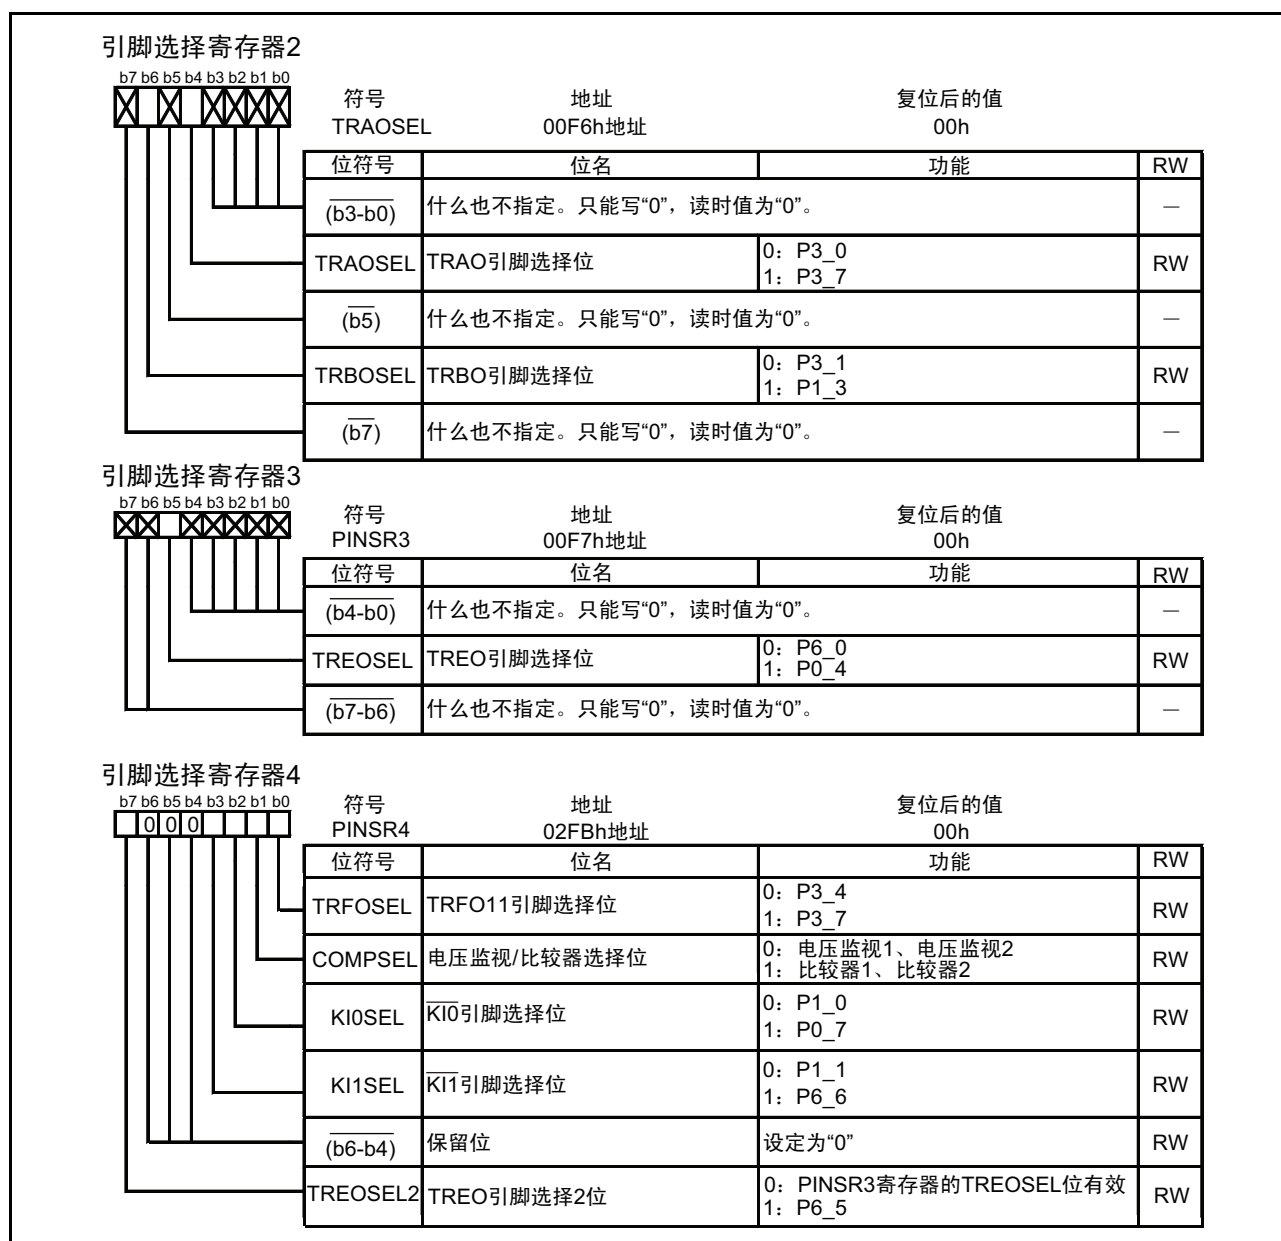 引脚选择寄存器2
b7 b6 b5 b4 b3 b2 b1 b0
符号 地址 复位后的值
TRAOSEL 00F6h地址 00h
位符号 位名 功能 RW
(b3-b0) 什么也不指定。只能写“0”，读时值为“0”。 —
TRAOSEL TRAO引脚选择位 0：P3_0
1：P3_7 RW
(b5) 什么也不指定。只能写“0”，读时值为“0”。 —
TRBOSEL TRBO引脚选择位 0：P3_1
1：P1_3 RW
(b7) 什么也不指定。只能写“0”，读时值为“0”。 —
引脚选择寄存器3
b7 b6 b5 b4 b3 b2 b1 b0
符号 地址 复位后的值
PINSR3 00F7h地址 00h
位符号 位名 功能 RW
(b4-b0) 什么也不指定。只能写“0”，读时值为“0”。 —
TREOSEL TREO引脚选择位 0：P6_0
1：P0_4 RW
(b7-b6) 什么也不指定。只能写“0”，读时值为“0”。 —
引脚选择寄存器4
b7 b6 b5 b4 b3 b2 b1 b0
0 0 0
符号 地址 复位后的值
PINSR4 02FBh地址 00h
位符号 位名 功能 RW
TRFOSEL TRFO11引脚选择位 0：P3_4
1：P3_7 RW
COMPSEL 电压监视/比较器选择位 0：电压监视1、电压监视2
1：比较器1、比较器2 RW
KI0SEL KI0引脚选择位 0：P1_0
1：P0_7 RW
KI1SEL KI1引脚选择位 0：P1_1
1：P6_6 RW
(b6-b4) 保留位 设定为“0” RW
TREOSEL2 TREO引脚选择2位 0：PINSR3寄存器的TREOSEL位有效
1：P6_5 RW